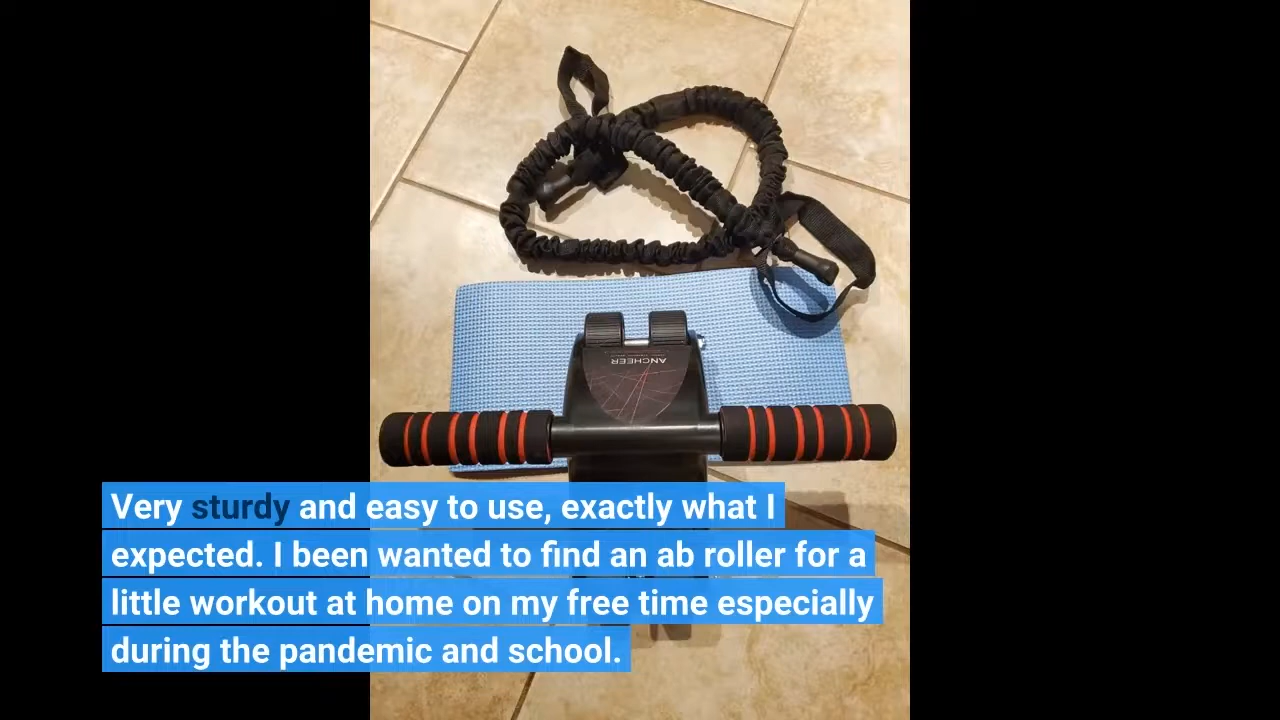 ANCHEER
Very sturdy and easy to use, exactly what I
expected. I been wanted to find an ab roller for a
little workout at home on my free time especially
during the pandemic and school.